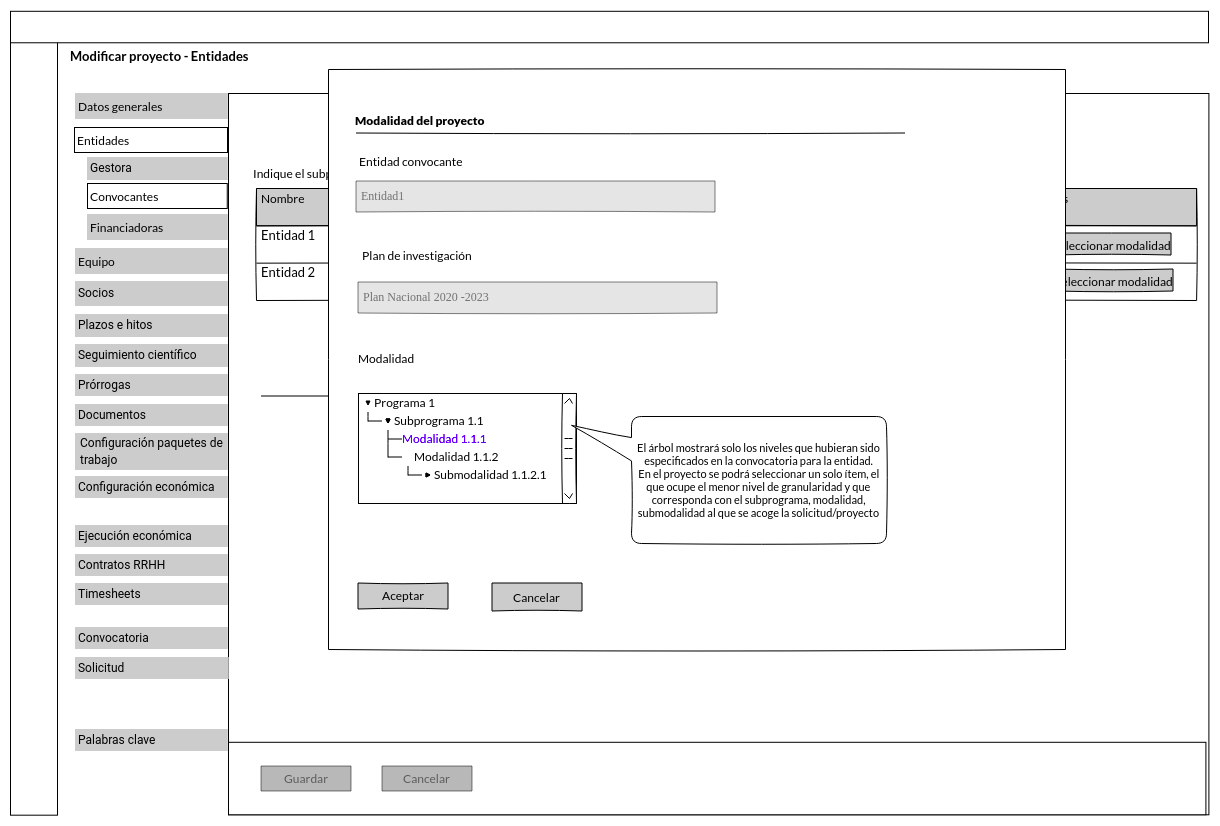 Modificar proyecto - Entidades
Datos generales
Entidades
Gestora
Convocantes
Financiadoras
Equipo
Socios
Plazos e hitos
Seguimiento científico
Prórrogas
Documentos
Configuración paquetes de
trabajo
Configuración económica
Ejecución económica
Contratos RRHH
Timesheets
Convocatoria
Solicitud
Palabras clave
Indique el subp
Nombre
s
Entidad 1
leccionar modalidad
Entidad 2
eleccionar modalidad
Modalidad del proyecto
Entidad convocante
Entidad1
Plan de investigación
Plan Nacional 2020 -2023
Modalidad
Programa 1
Subprograma 1.1
Modalidad 1.1.1
Modalidad 1.1.2
Submodalidad 1.1.2.1
El árbol mostrará solo los niveles que hubieran sido
especificados en la convocatoria para la entidad.
En el proyecto se podrá seleccionar un solo ítem, el
que ocupe el menor nivel de granularidad y que
corresponda con el subprograma, modalidad,
submodalidad al que se acoge la solicitud/proyecto
Aceptar
Cancelar
Guardar
Cancelar